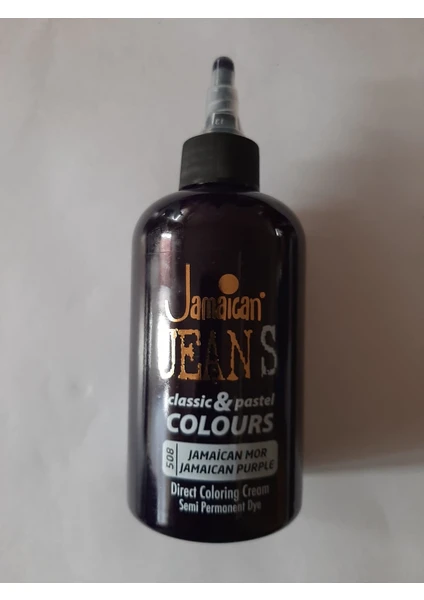 Jamaican®
JEANS
classic & pastel
COLOURS
508
JAMAİCAN MOR
JAMAICAN PURPLE
Direct Coloring Cream
Semi Permanent Dye